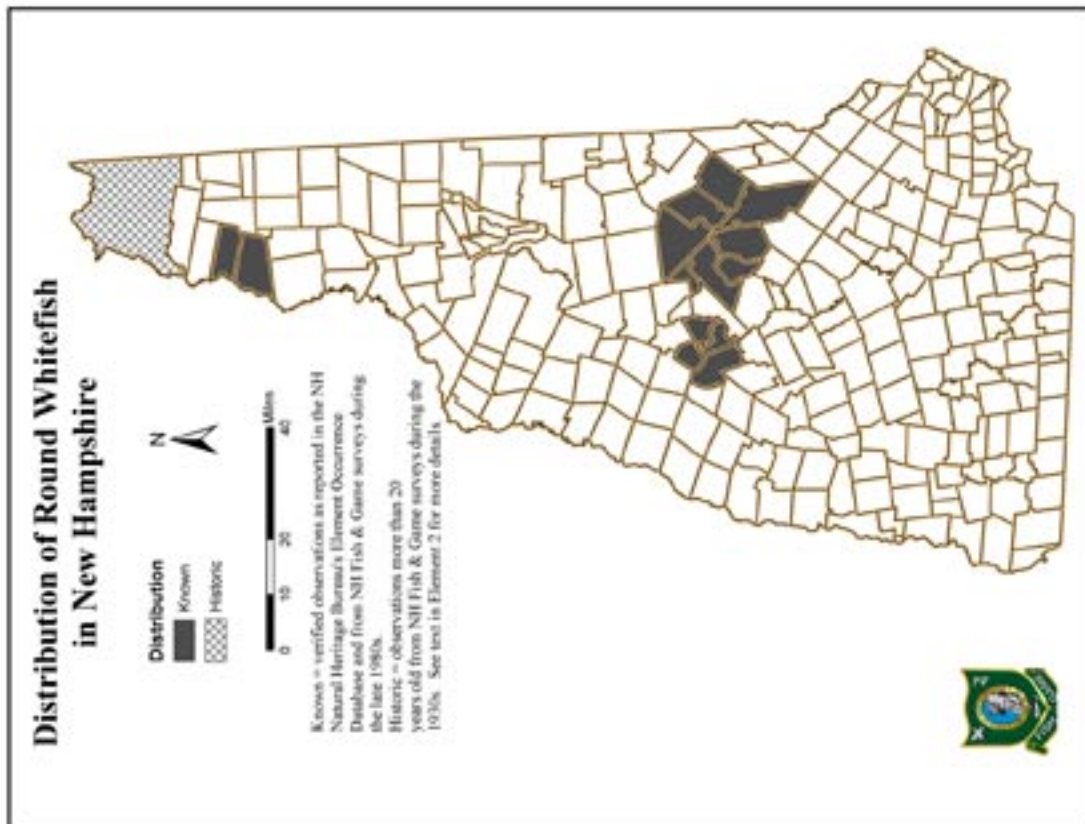 Distribution of Round Whitefish
in New Hampshire
N
Distribution
Known
Historic
0 10 20 40
Miles
Known = verified observations as reported in the NH
Natural Heritage Bureau's Element Occurrence
Database and from NH Fish & Game surveys during
the late 1980s.
Historic = observations more than 20
years old from NH Fish & Game surveys during the
1930s. See text in Element 2 for more details
FISH